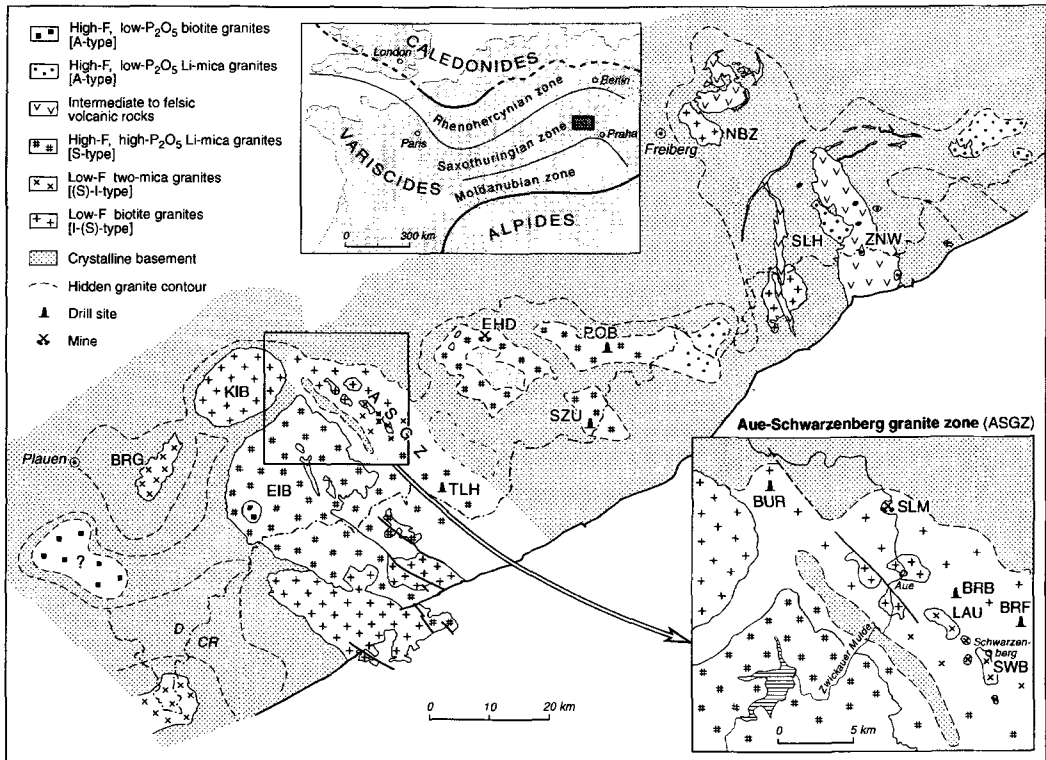 High-F, low-P₂O₅ biotite granites
[A-type]
High-F, low-P₂O₅ Li-mica granites
[A-type]
Intermediate to felsic
volcanic rocks
High-F, high-P₂O₅ Li-mica granites
[S-type]
Low-F two-mica granites
[(S)-I-type]
Low-F biotite granites
[I-(S)-type]
Crystalline basement
Hidden granite contour
Drill site
Mine
CALEDONIDES
London
Berlin
Rhenohercynian zone
Paris
Praha
VARISCIDES
Saxothuringian zone
Moldanubian zone
ALPIDES
0 300 km
NBZ
Freiberg
SLH
ZNW
EHD
POB
SZU
KIB
A S G Z
Plauen
BRG
EIB
TLH
?
D
CR
0 10 20 km
Aue-Schwarzenberg granite zone (ASGZ)
BUR
SLM
Aue
BRB
BRF
LAU
Schwarzen-
berg
SWB
Zwickauer Mulde
0 5 km